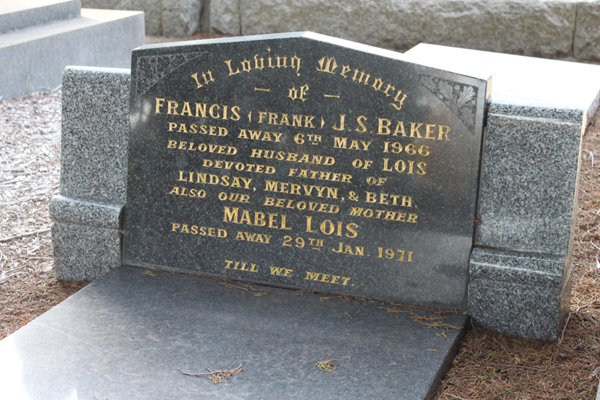 In Loving Memory
— of —
FRANCIS (FRANK) J.S. BAKER
PASSED AWAY 6TH MAY 1966
BELOVED HUSBAND OF LOIS
DEVOTED FATHER OF
LINDSAY, MERVYN, & BETH.
ALSO OUR BELOVED MOTHER
MABEL LOIS
PASSED AWAY 29TH JAN. 1971
TILL WE MEET.